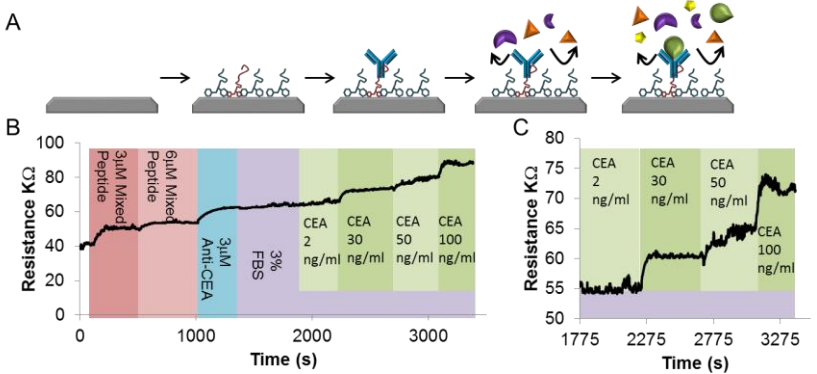 A
B
C
100
80
60
40
20
0
Resistance KΩ
3µM Mixed
Peptide
6µM Mixed
Peptide
3µM
Anti-CEA
3%
FBS
CEA
2
ng/ml
CEA
30
ng/ml
CEA
50
ng/ml
CEA
100
ng/ml
0
1000
2000
3000
Time (s)
80
75
70
65
60
55
50
Resistance KΩ
CEA
2
ng/ml
CEA
30
ng/ml
CEA
50
ng/ml
CEA
100
ng/ml
1775
2275
2775
3275
Time (s)